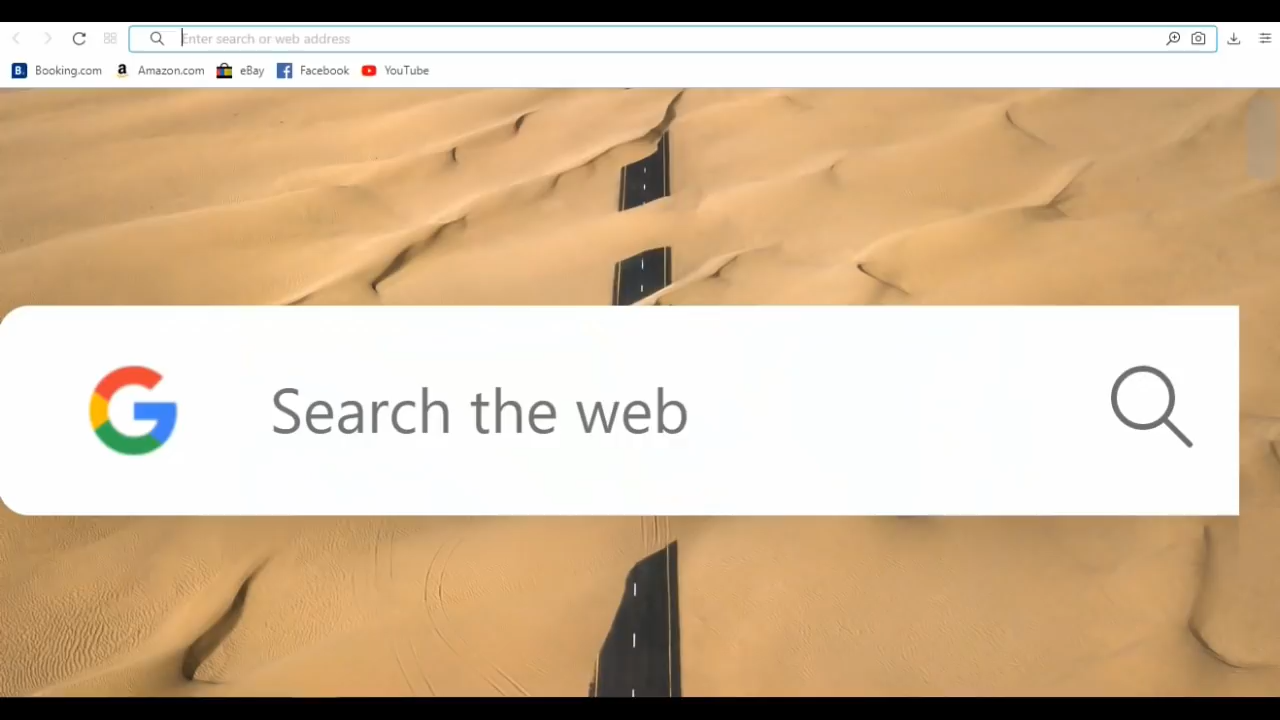 Enter search or web address
B. Booking.com a Amazon.com eBay Facebook YouTube
G Search the web